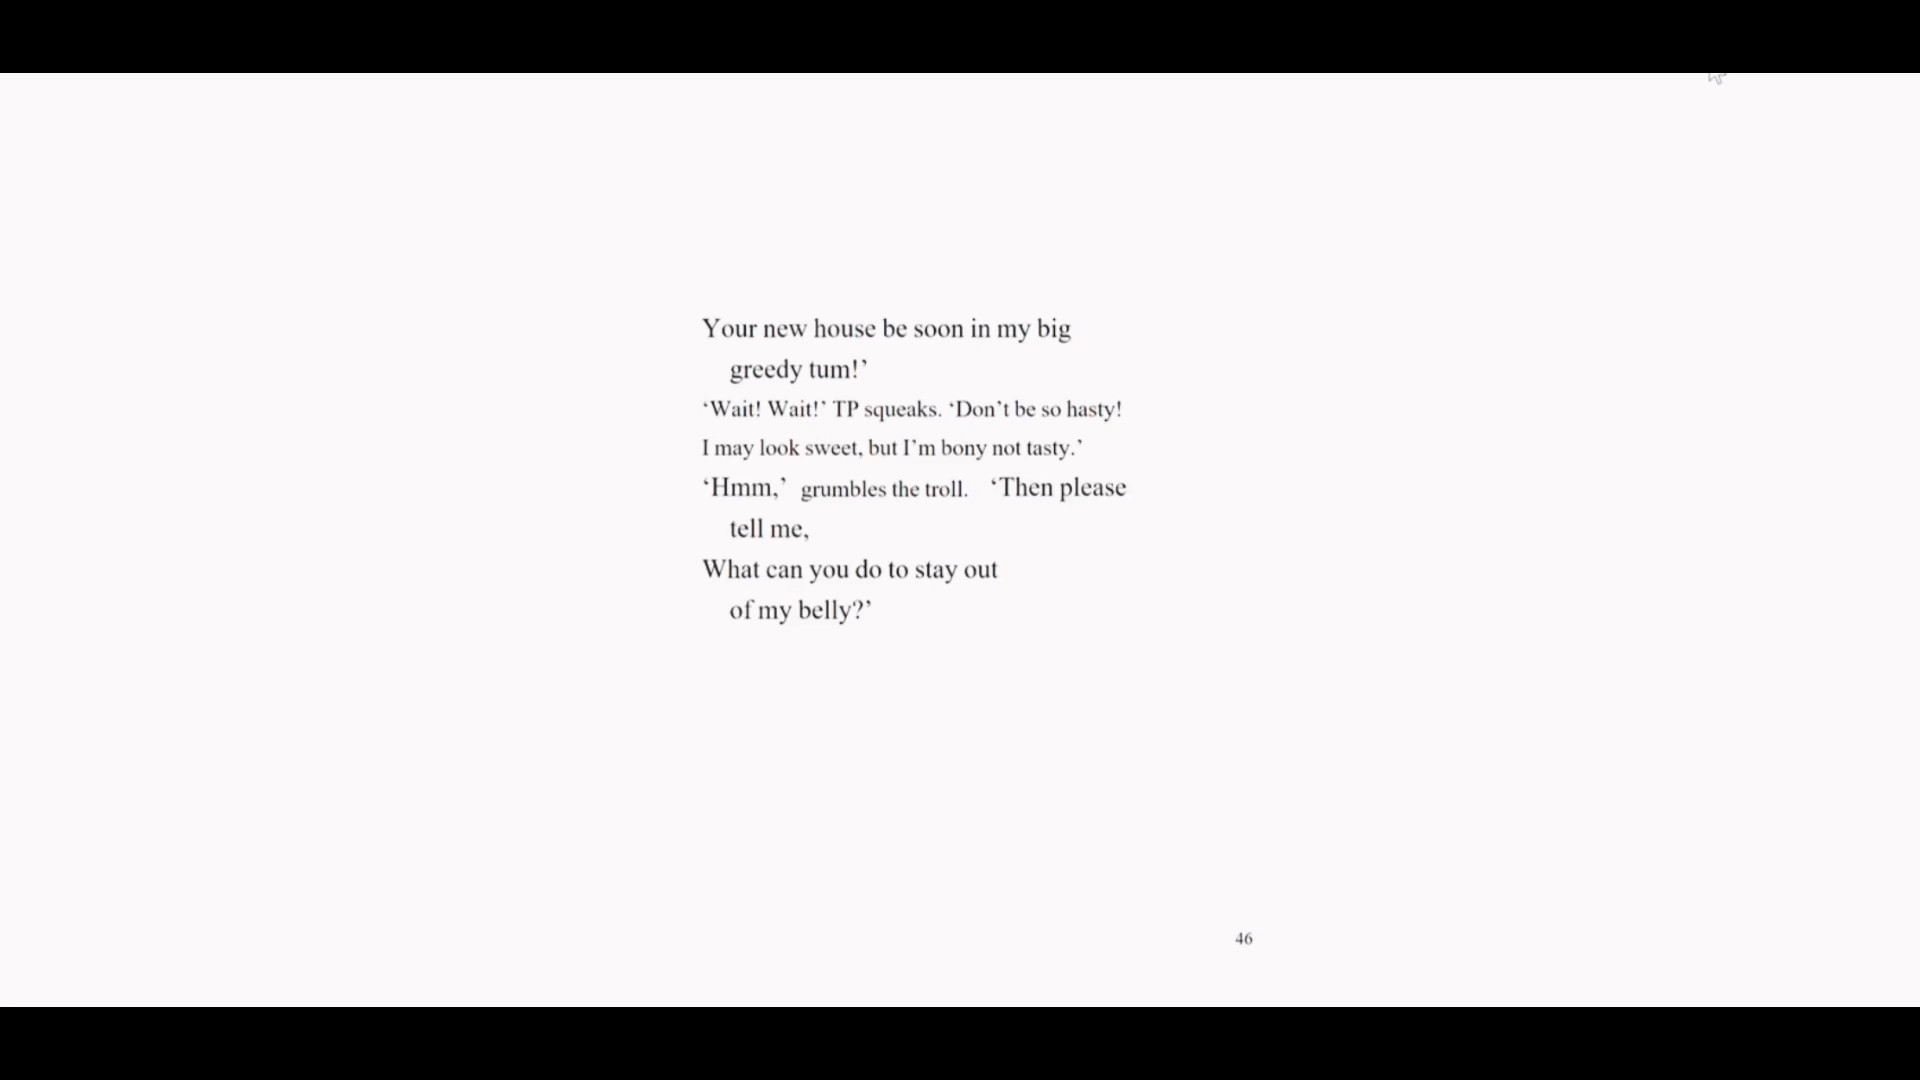 Your new house be soon in my big
greedy tum!’
‘Wait! Wait!’ TP squeaks. ‘Don’t be so hasty!
I may look sweet, but I’m bony not tasty.’
‘Hmm,’ grumbles the troll. ‘Then please
tell me,
What can you do to stay out
of my belly?’
46